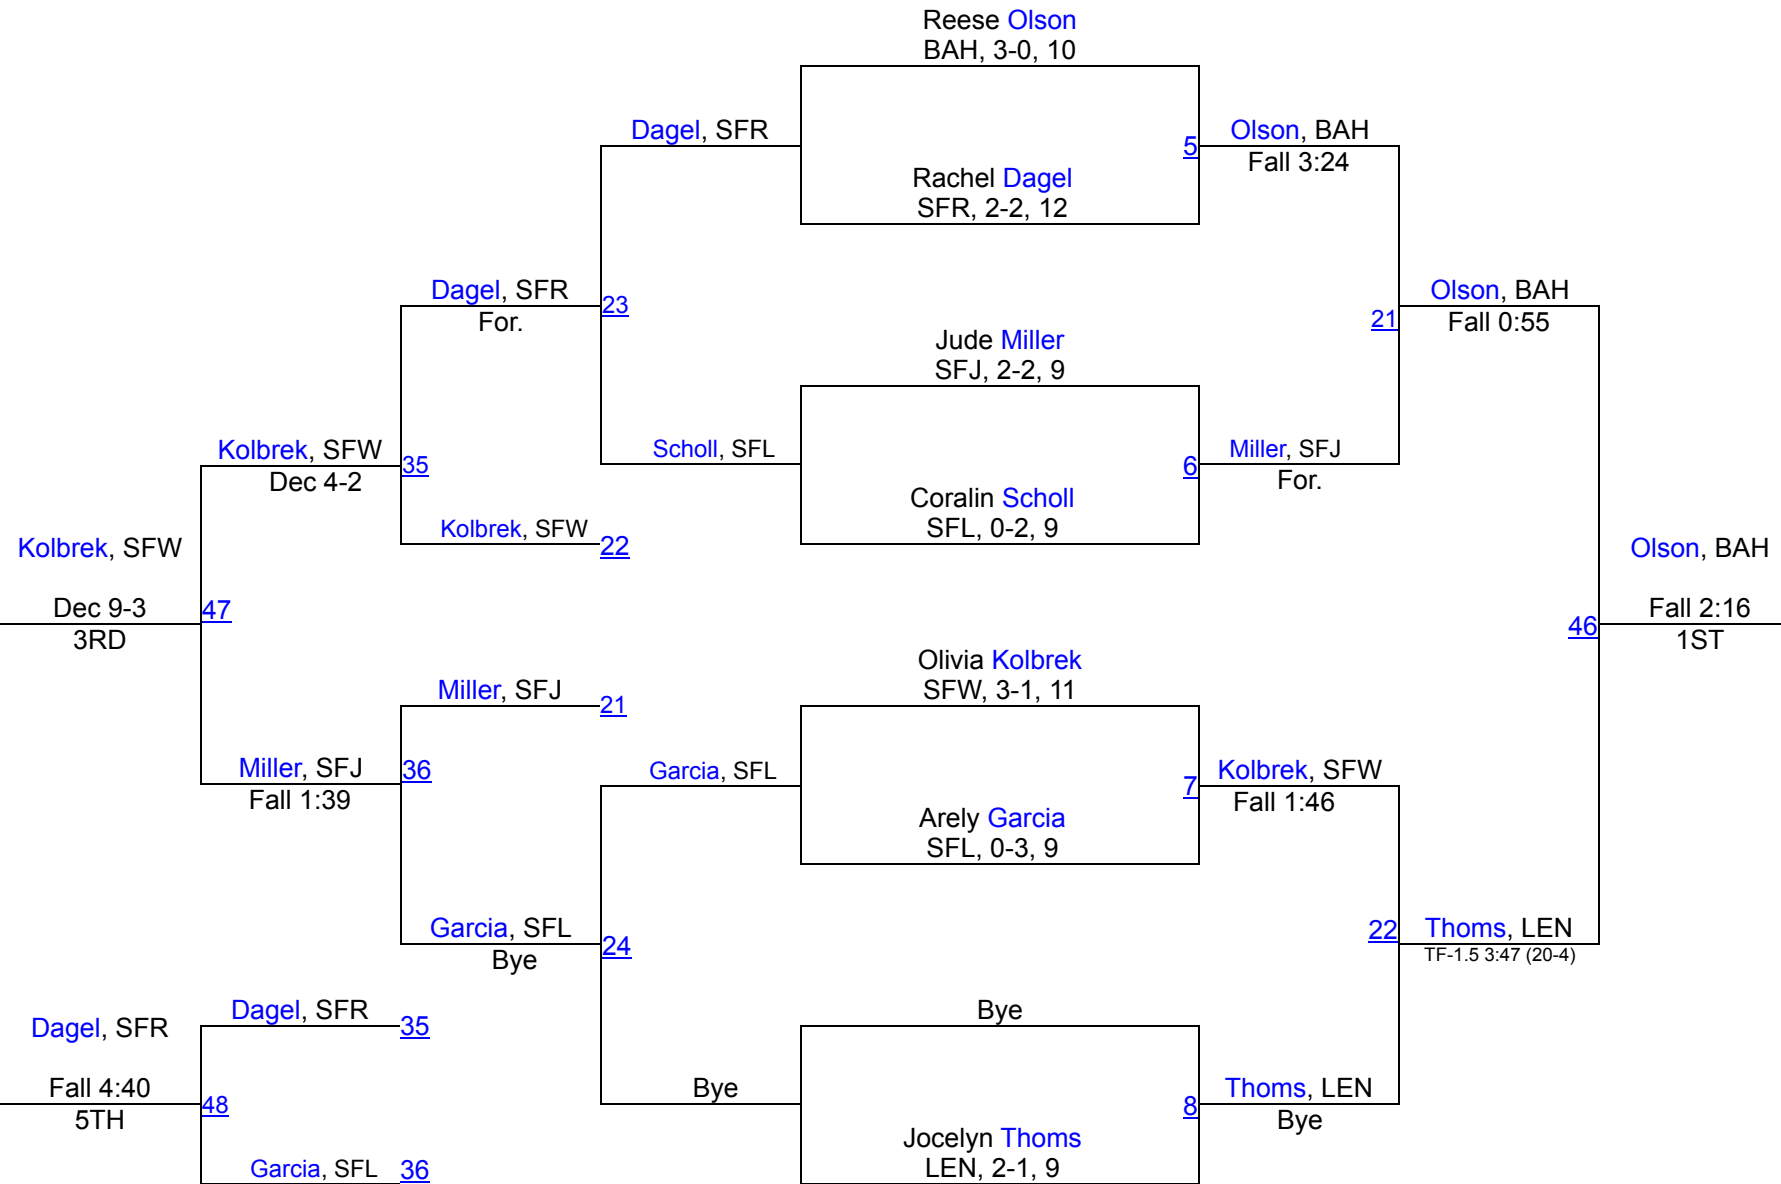 Reese Olson
BAH, 3-0, 10
Dagel, SFR
5
Olson, BAH
Fall 3:24
Rachel Dagel
SFR, 2-2, 12
Dagel, SFR
For.
23
Olson, BAH
Fall 0:55
21
Jude Miller
SFJ, 2-2, 9
Kolbrek, SFW
Dec 4-2
35
Scholl, SFL
6
Miller, SFJ
For.
Coralin Scholl
SFL, 0-2, 9
Kolbrek, SFW
22
Kolbrek, SFW
Dec 9-3
3RD
47
Olson, BAH
Fall 2:16
1ST
46
Olivia Kolbrek
SFW, 3-1, 11
Miller, SFJ
21
Miller, SFJ
Fall 1:39
36
Garcia, SFL
7
Kolbrek, SFW
Fall 1:46
Arely Garcia
SFL, 0-3, 9
Garcia, SFL
Bye
24
22
Thoms, LEN
TF-1.5 3:47 (20-4)
Dagel, SFR
35
Bye
Dagel, SFR
Fall 4:40
5TH
48
Bye
8
Thoms, LEN
Bye
Jocelyn Thoms
LEN, 2-1, 9
Garcia, SFL
36